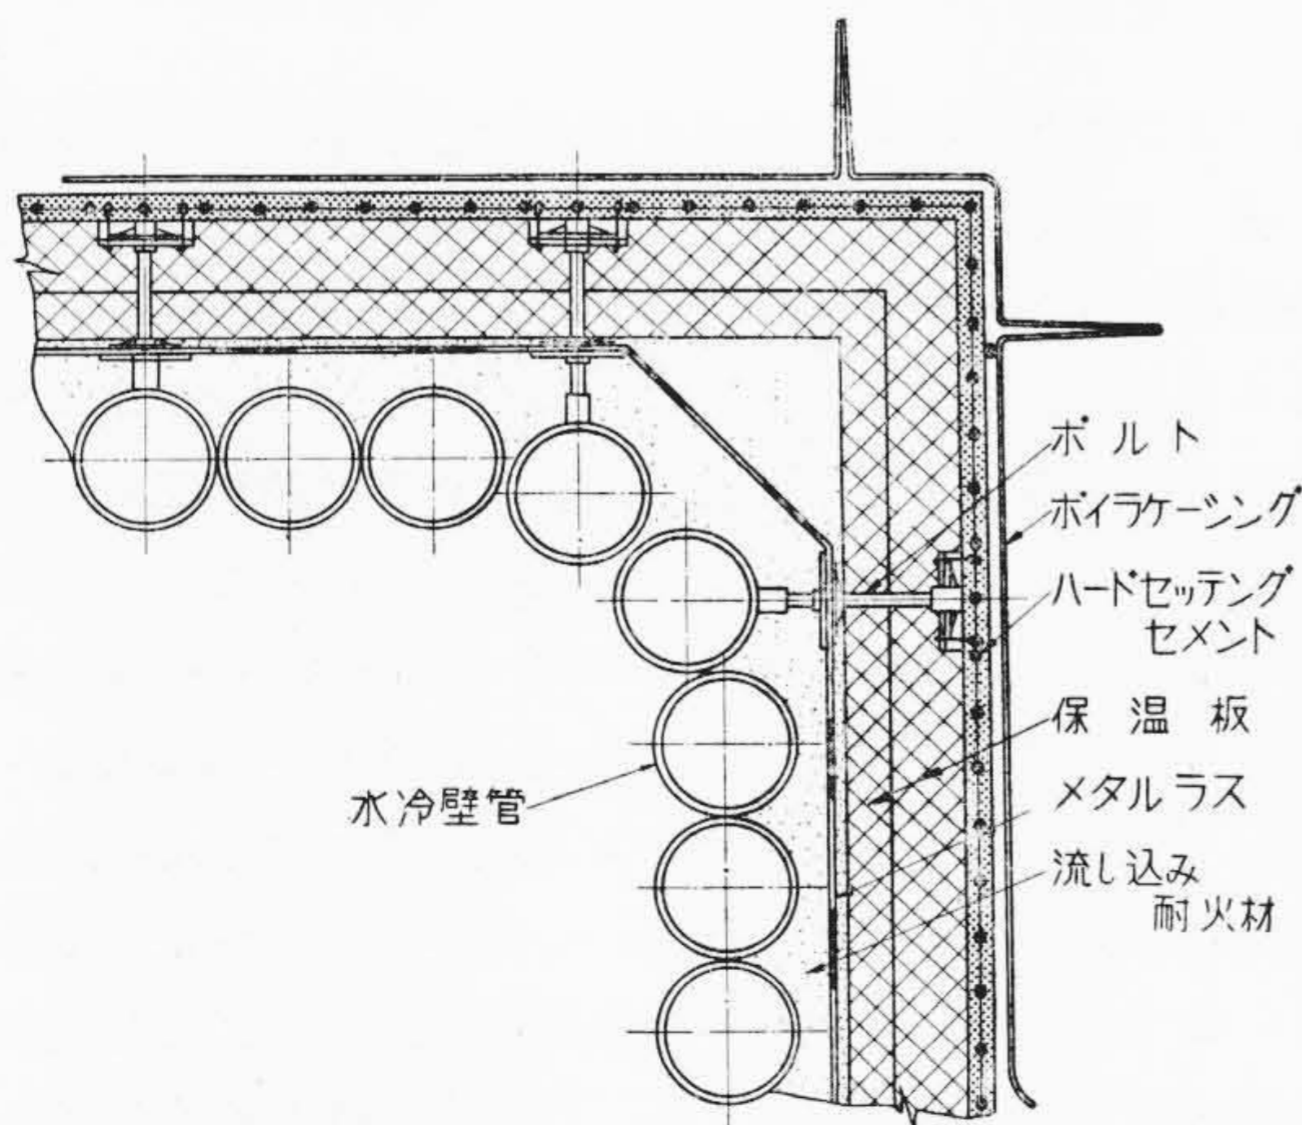 ボルト
ボイラケーシング
ハードセッテング
セメント
保温板
メタルラス
流し込み
耐火材
水冷壁管